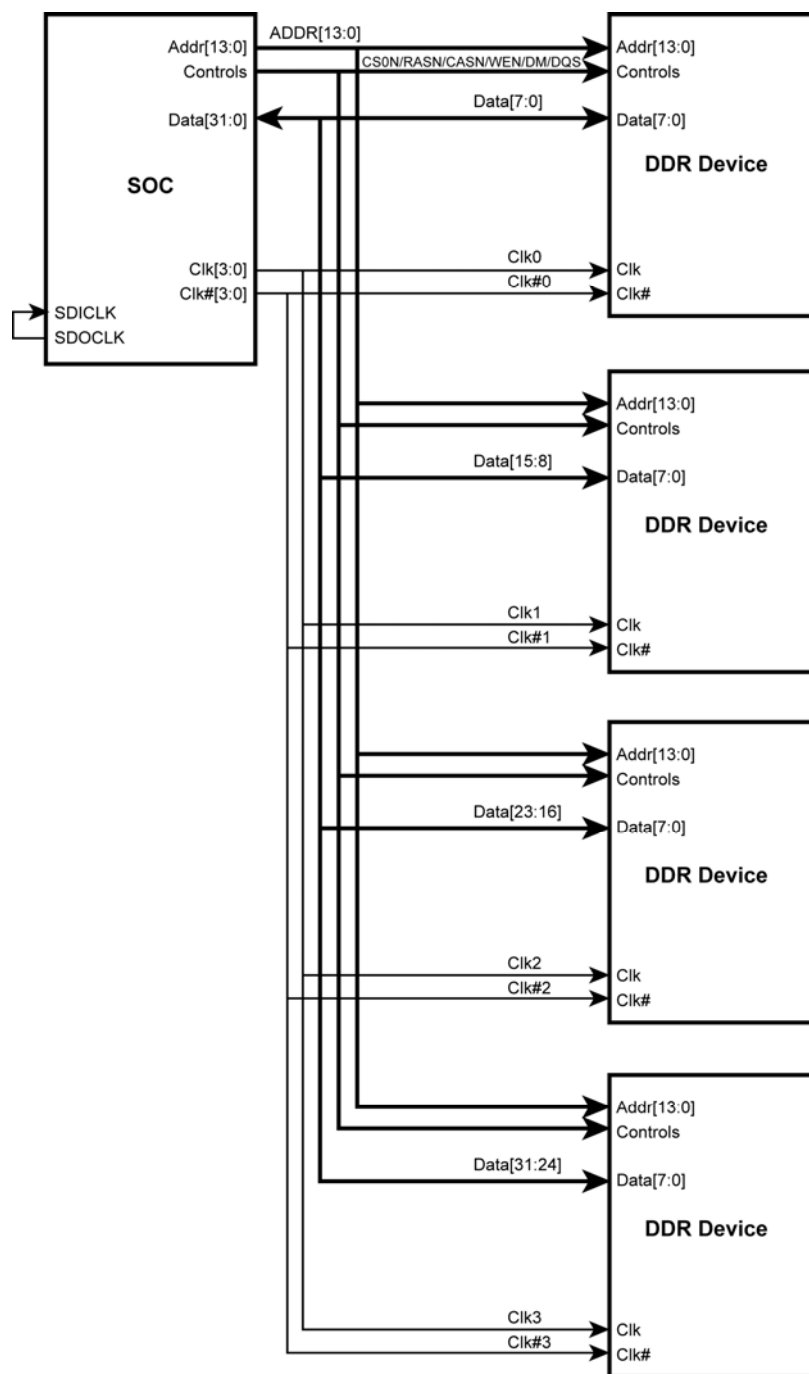 ADDR[13:0]
Addr[13:0]
Addr[13:0]
Controls
CS0N/RASN/CASN/WEN/DM/DQS
Controls
Data[31:0]
Data[7:0]
Data[7:0]
SOC
DDR Device
Clk[3:0]
Clk0
Clk
Clk#[3:0]
Clk#0
Clk#
SDICLK
SDOCLK
Addr[13:0]
Controls
Data[15:8]
Data[7:0]
DDR Device
Clk1
Clk
Clk#1
Clk#
Addr[13:0]
Controls
Data[23:16]
Data[7:0]
DDR Device
Clk2
Clk
Clk#2
Clk#
Addr[13:0]
Controls
Data[31:24]
Data[7:0]
DDR Device
Clk3
Clk
Clk#3
Clk#